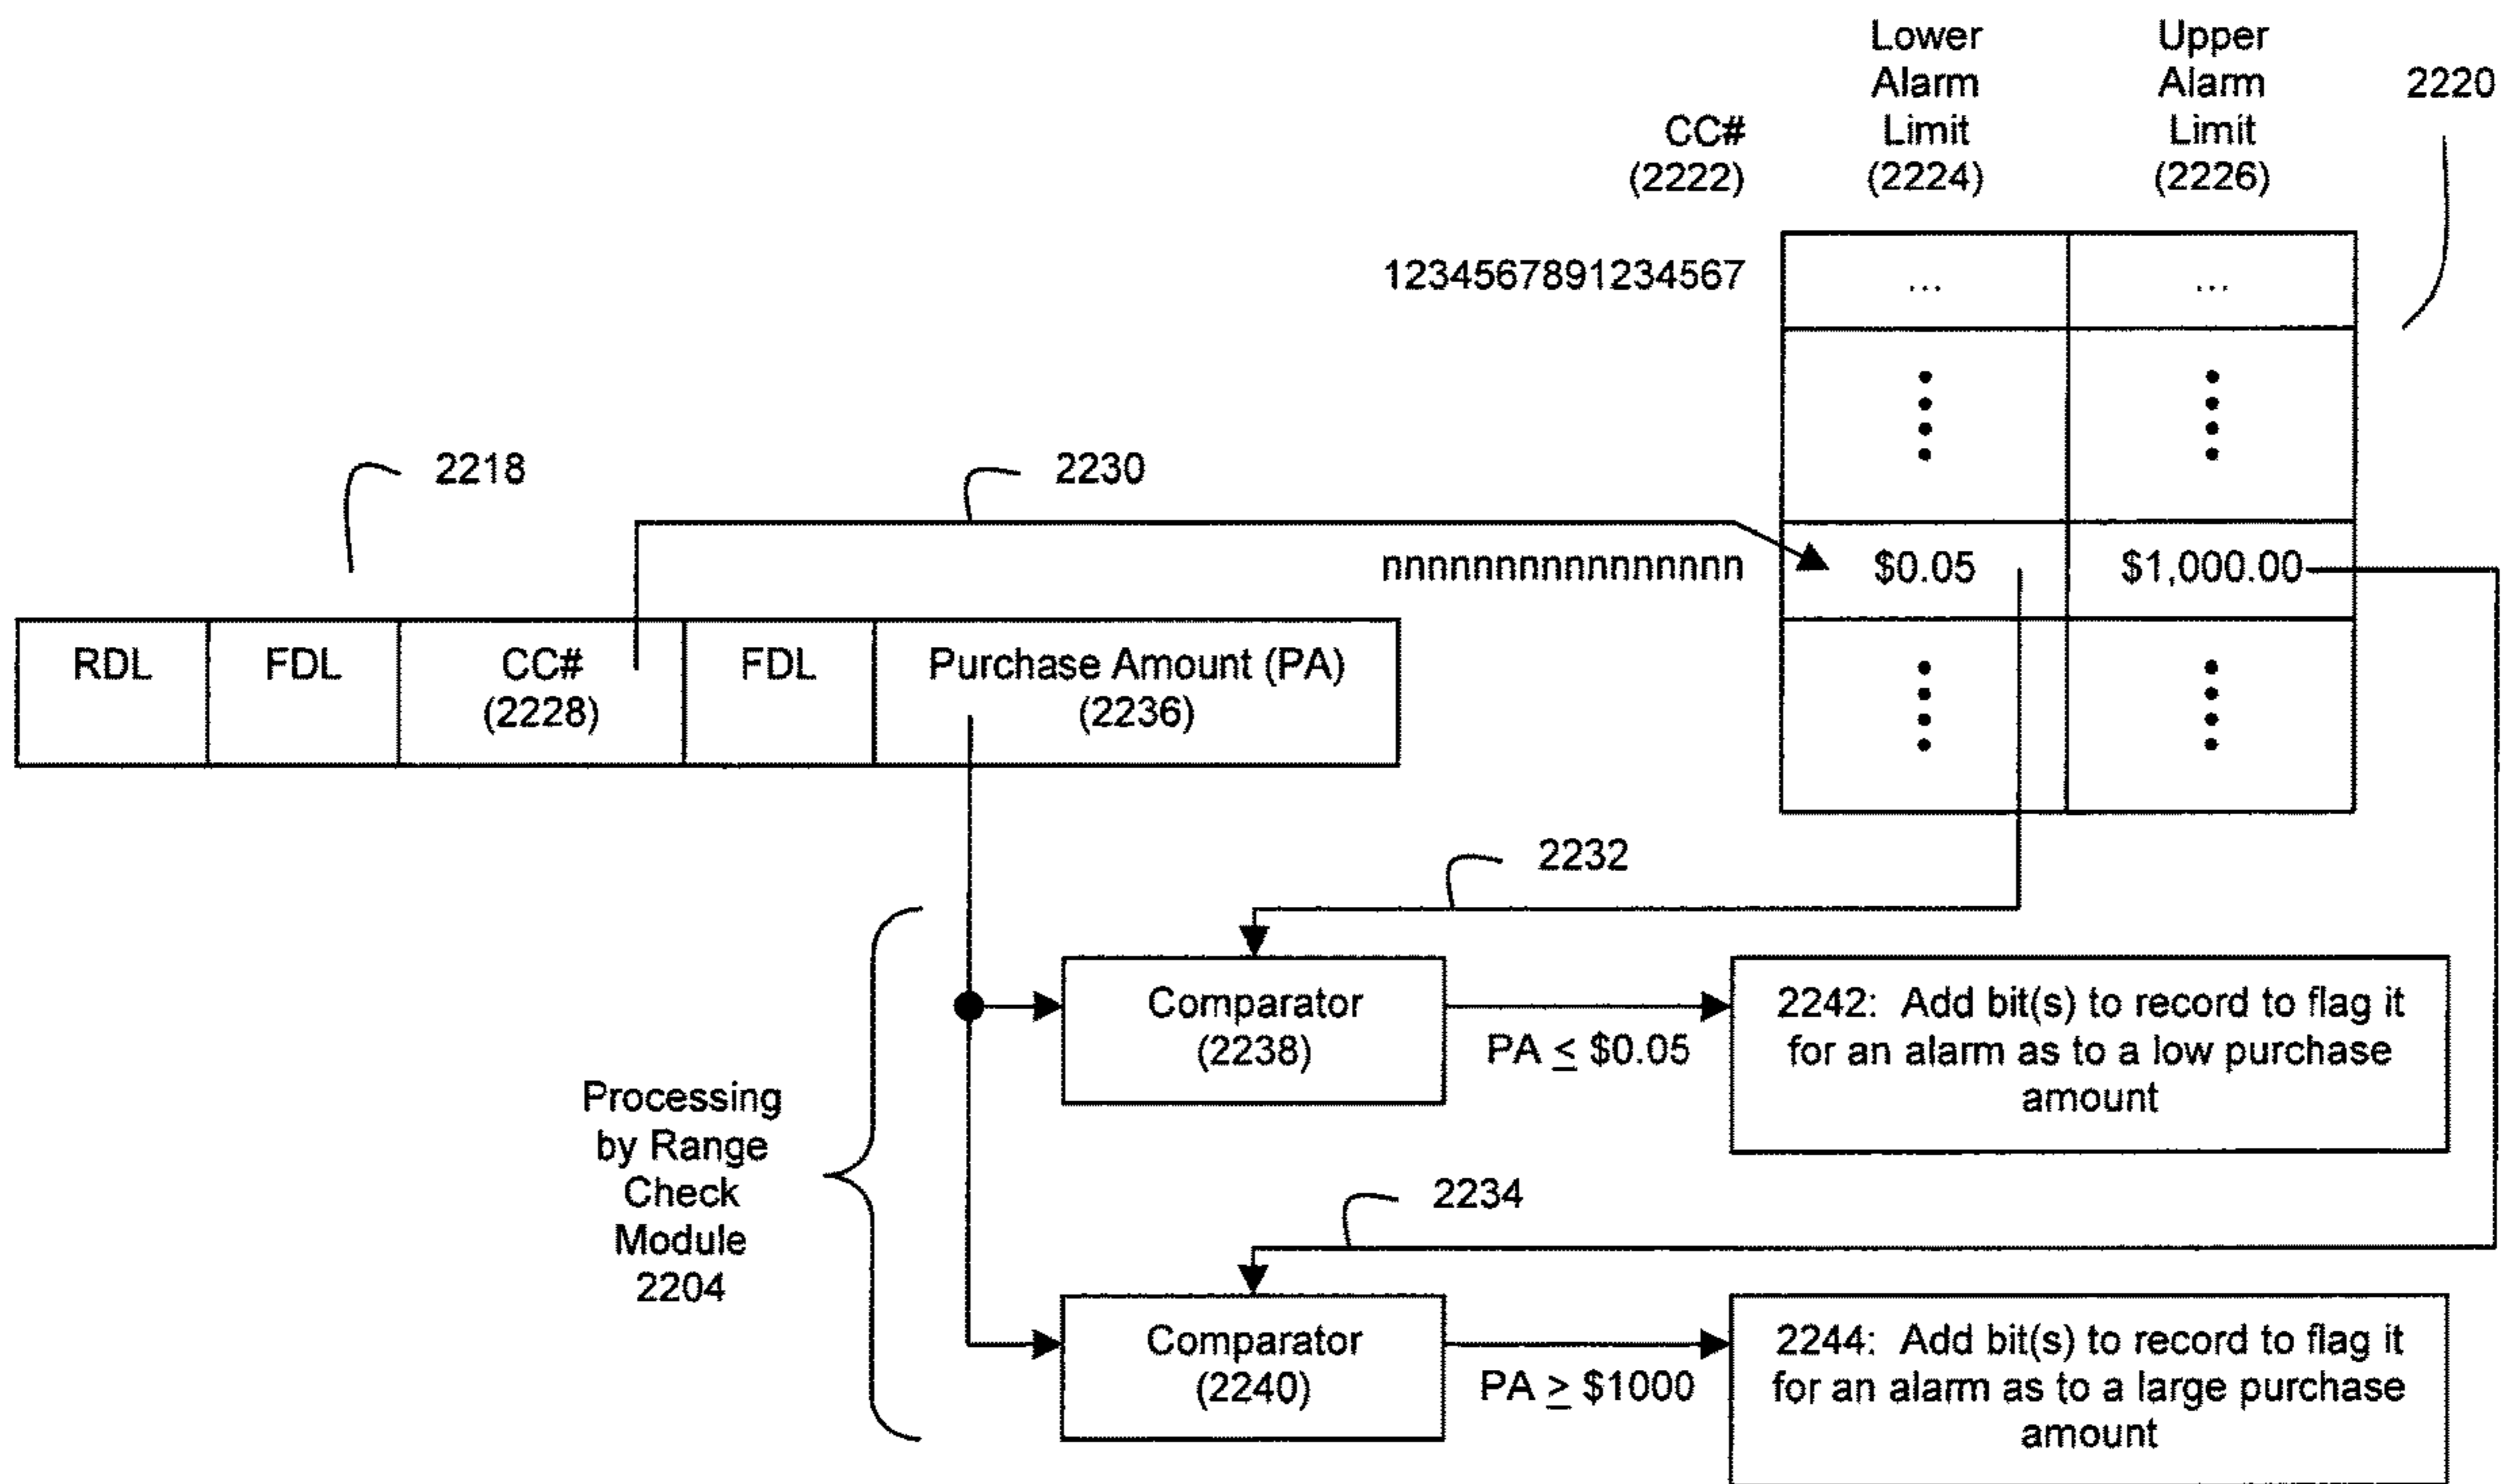 Lower
Alarm
Limit
(2224)
Upper
Alarm
Limit
(2226)
2220
CC#
(2222)
1234567891234567
...
...
2218
2230
nnnnnnnnnnnnnnnn
$0.05
$1,000.00
RDL
FDL
CC#
(2228)
FDL
Purchase Amount (PA)
(2236)
2232
Comparator
(2238)
PA ≤ $0.05
2242: Add bit(s) to record to flag it
for an alarm as to a low purchase
amount
Processing
by Range
Check
Module
2204
2234
Comparator
(2240)
PA ≥ $1000
2244: Add bit(s) to record to flag it
for an alarm as to a large purchase
amount